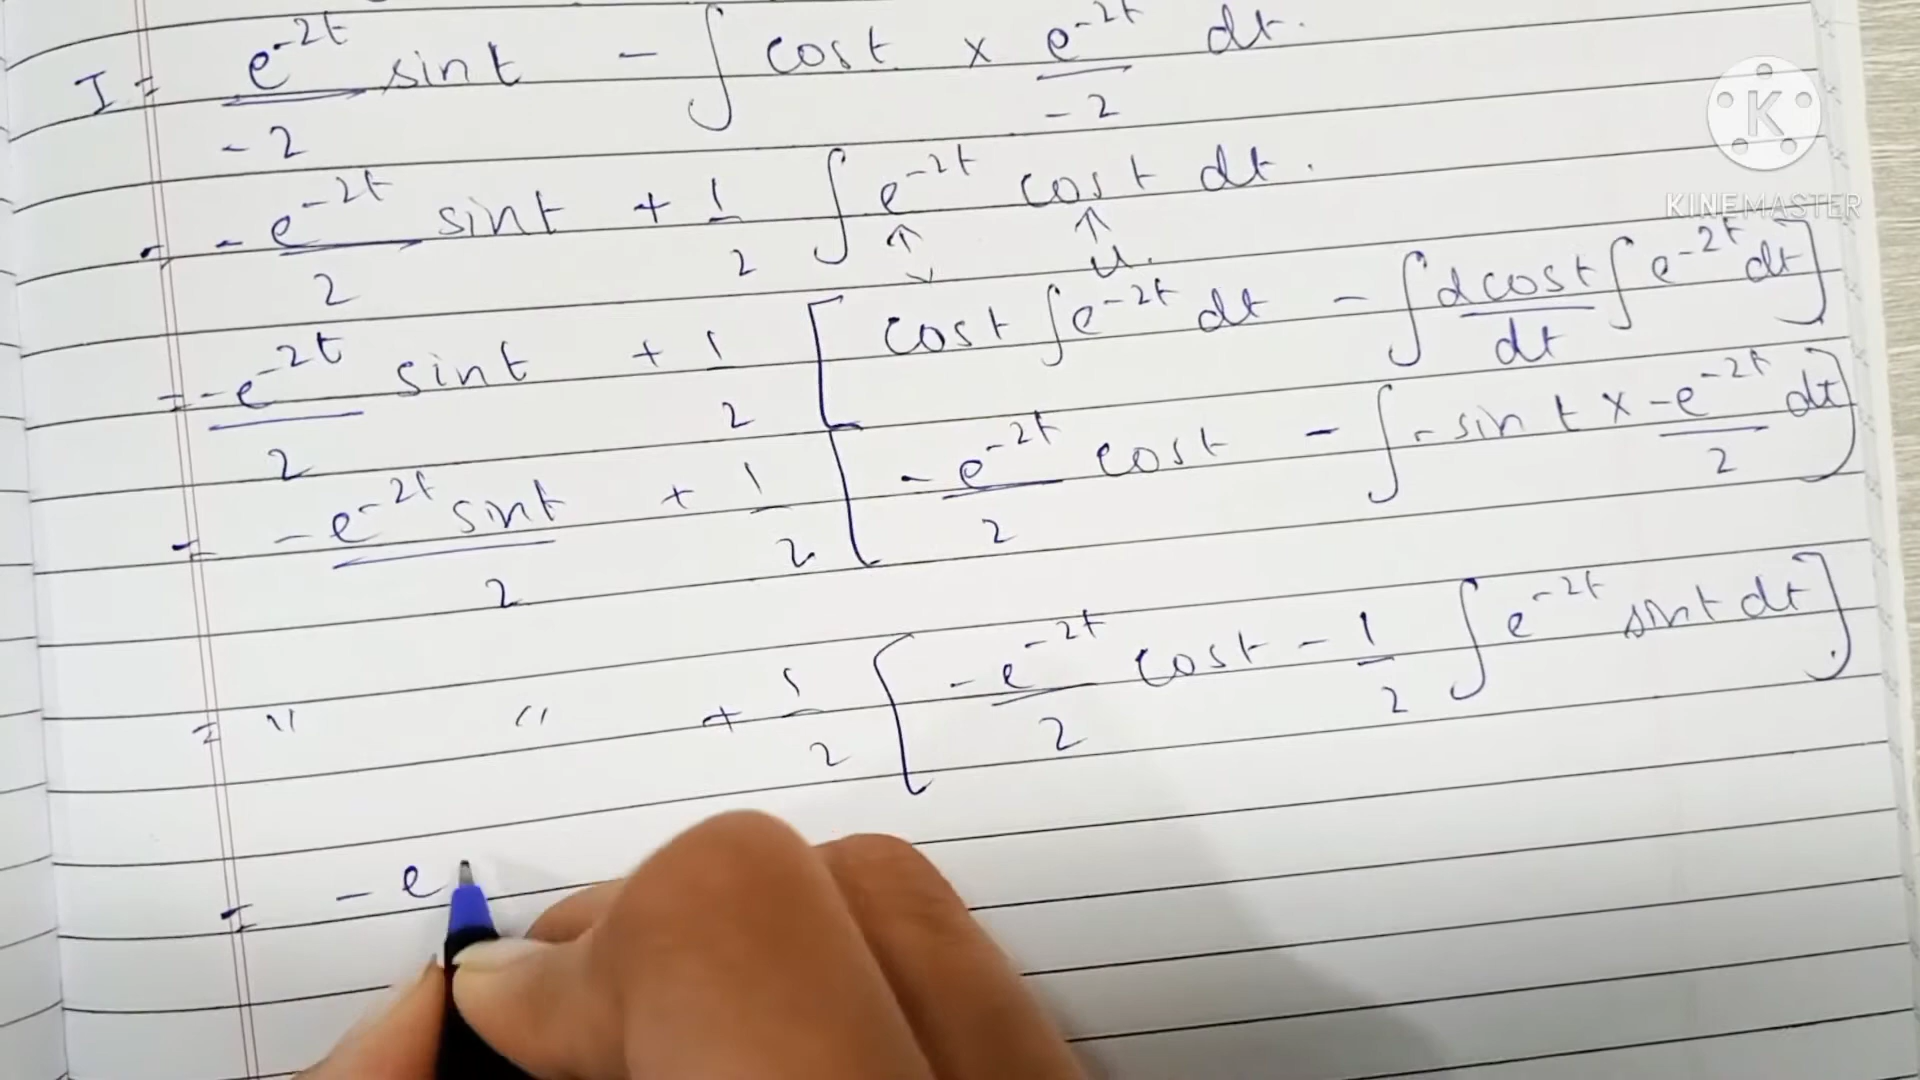 I = e^-2t/-2 sint - ∫ cost × e^-2t/-2 dt.
= -e^-2t/2 sint + 1/2 ∫ e^-2t cost dt.
↑ ↑
v u.
= -e^-2t/2 sint + 1/2 [cost ∫e^-2t dt - ∫ dcost/dt ∫ e^-2t dt]
= -e^-2t sint/2 + 1/2 [-e^-2t/2 cost - ∫ -sint × -e^-2t/2 dt]
= " " + 1/2 [-e^-2t/2 cost - 1/2 ∫ e^-2t sint dt]
= - e
K
KINEMASTER